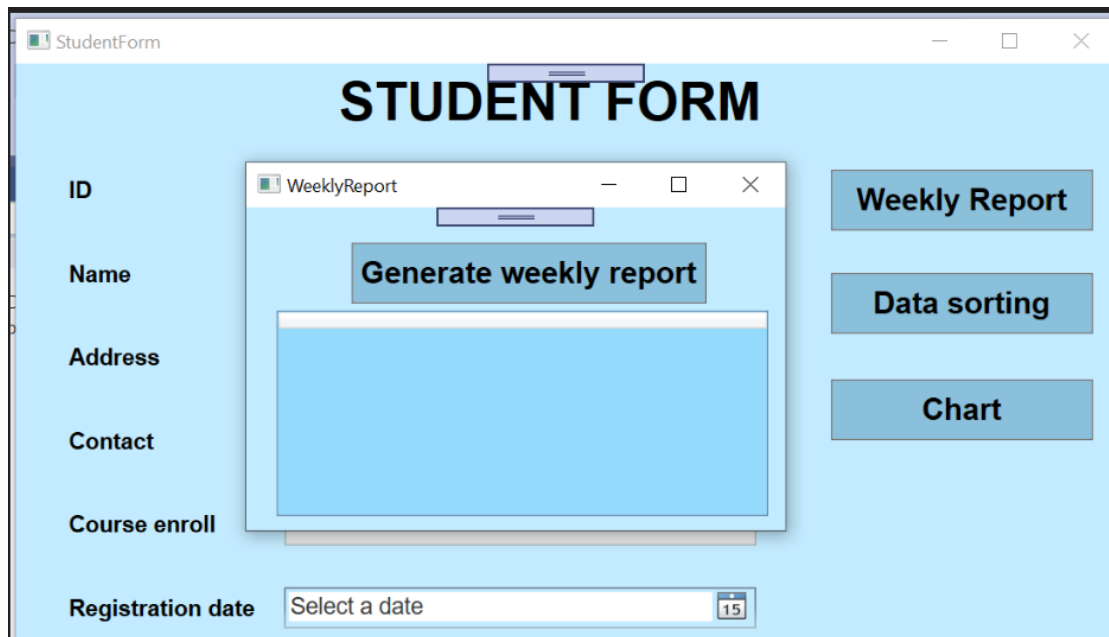 StudentForm
STUDENT FORM
ID
Name
Address
Contact
Course enroll
Registration date
Select a date
15
WeeklyReport
Generate weekly report
Weekly Report
Data sorting
Chart